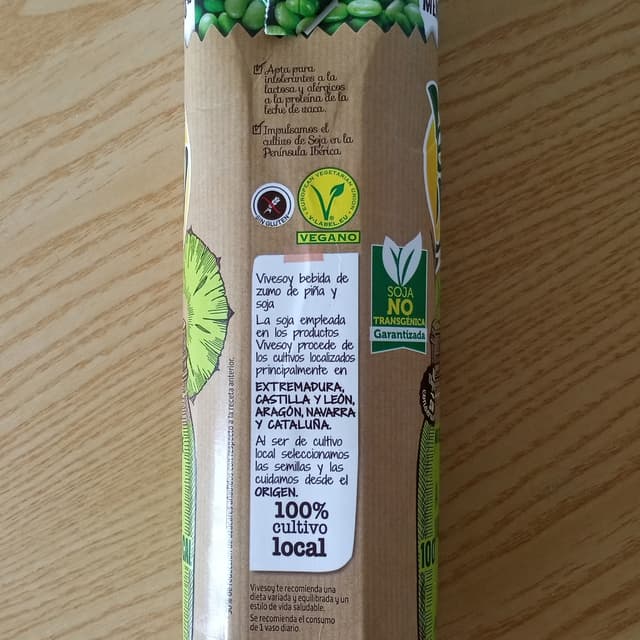 Apta para
intolerantes a la
lactosa y alérgicos
a la proteína de la
leche de vaca.
Impulsamos el
cultivo de Soja en la
Península Ibérica
SIN GLUTEN
EUROPEAN VEGETARIAN UNION
V-LABEL.EU
VEGANO
Vivesoy bebida de
zumo de piña y
soja
La soja empleada
en los productos
Vivesoy procede de
los cultivos localizados
principalmente en
EXTREMADURA,
CASTILLA Y LEÓN,
ARAGÓN, NAVARRA
Y CATALUÑA.
Al ser de cultivo
local seleccionamos
las semillas y las
cuidamos desde el
ORIGEN.
100%
cultivo
local
SOJA
NO
TRANSGÉNICA
Garantizada
Vivesoy te recomienda una
dieta variada y equilibrada y un
estilo de vida saludable.
Se recomienda el consumo
de 1 vaso diario.
respecto a la receta anterior.
100